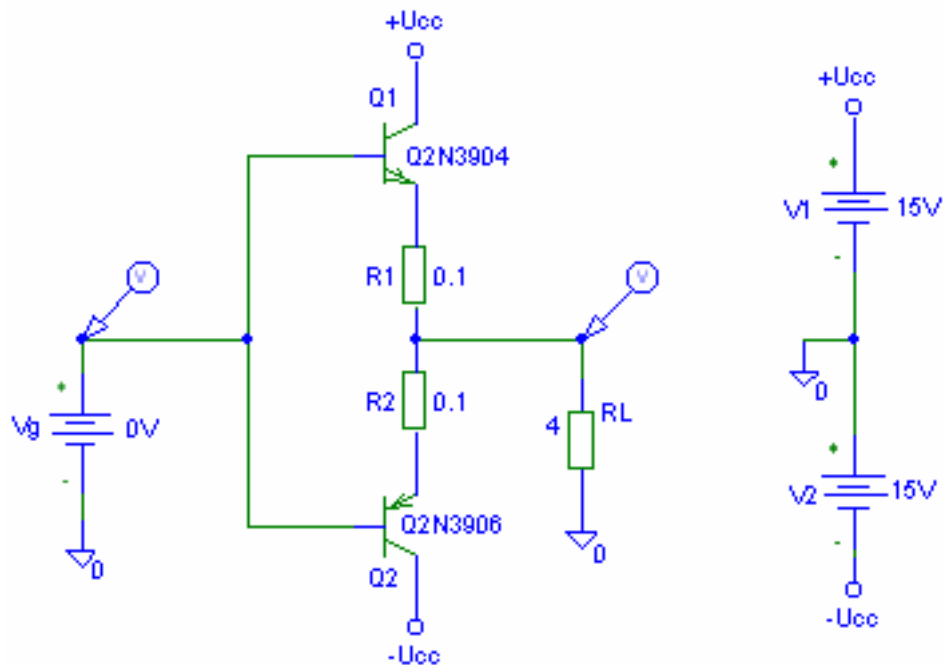 +Ucc
Q1
Q2N3904
R1 0.1
V V
R2 0.1
+
Vg 0V
-
0
4 RL
0
Q2N3906
Q2
-Ucc
+Ucc
+
V1 15V
-
0
+
V2 15V
-
-Ucc